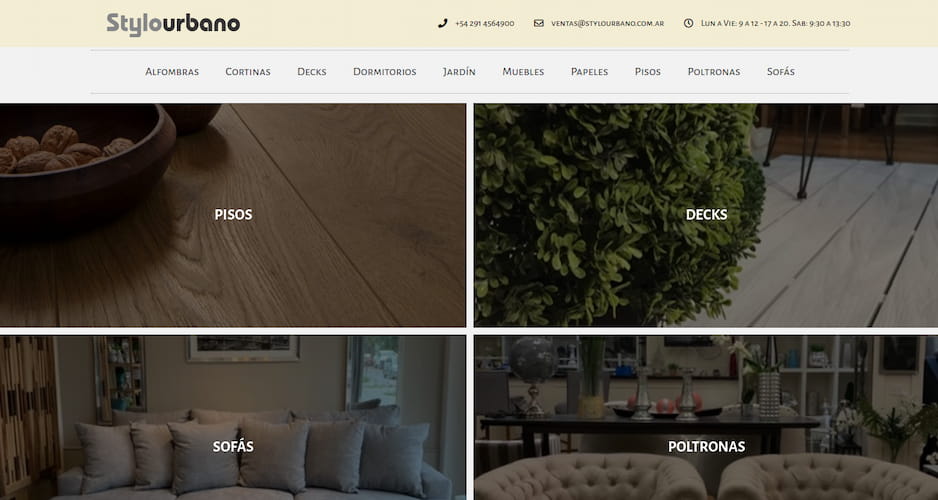 Stylourbano
+54 291 4564900
ventas@stylourbano.com.ar
Lun a Vie: 9 a 12 - 17 a 20. Sab: 9:30 a 13:30
Alfombras Cortinas Decks Dormitorios Jardín Muebles Papeles Pisos Poltronas Sofás
PISOS
DECKS
SOFÁS
POLTRONAS